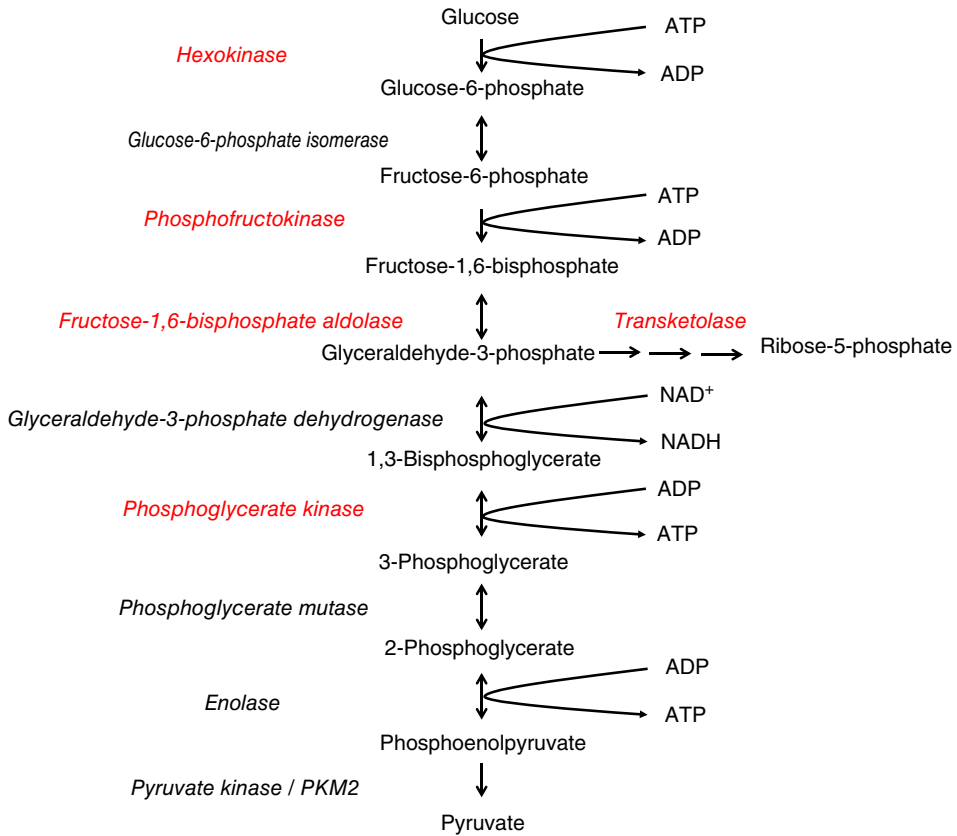 Glucose
ATP
Hexokinase
ADP
Glucose-6-phosphate
Glucose-6-phosphate isomerase
Fructose-6-phosphate
ATP
Phosphofructokinase
ADP
Fructose-1,6-bisphosphate
Fructose-1,6-bisphosphate aldolase
Transketolase
Glyceraldehyde-3-phosphate
Ribose-5-phosphate
NAD+
Glyceraldehyde-3-phosphate dehydrogenase
NADH
1,3-Bisphosphoglycerate
ADP
Phosphoglycerate kinase
ATP
3-Phosphoglycerate
Phosphoglycerate mutase
2-Phosphoglycerate
ADP
Enolase
ATP
Phosphoenolpyruvate
Pyruvate kinase / PKM2
Pyruvate